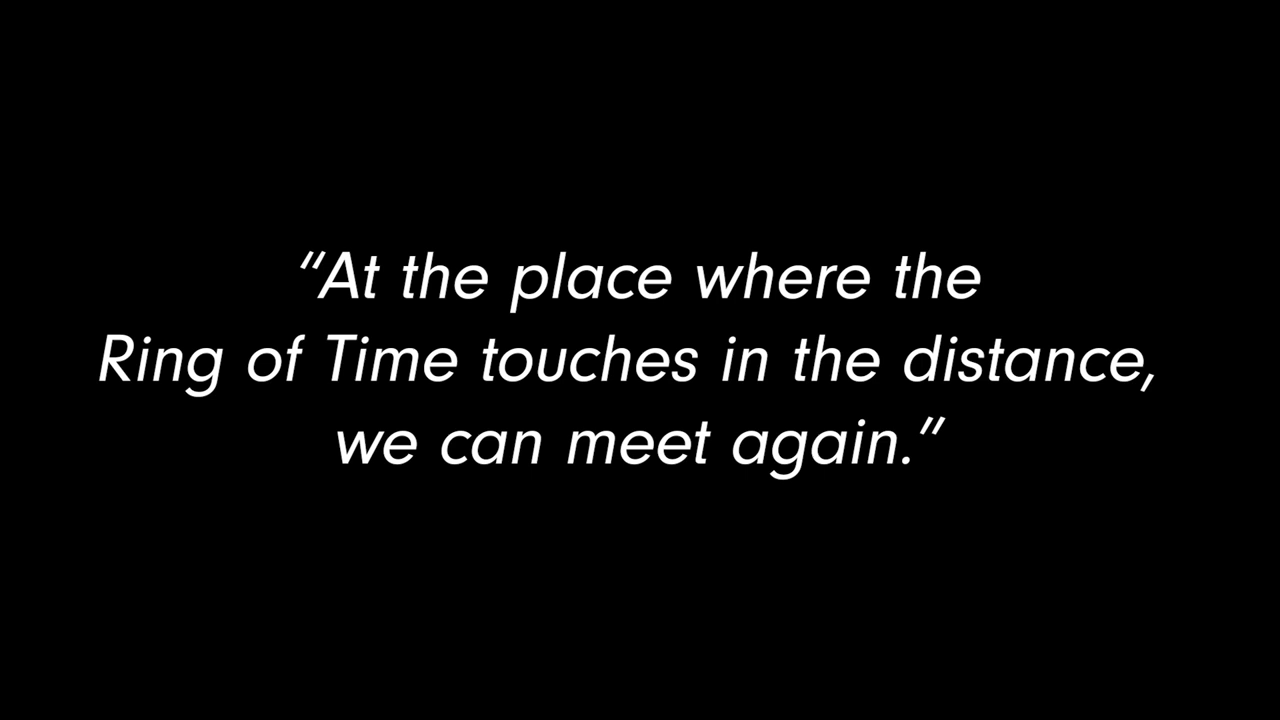 “At the place where the
Ring of Time touches in the distance,
we can meet again.”